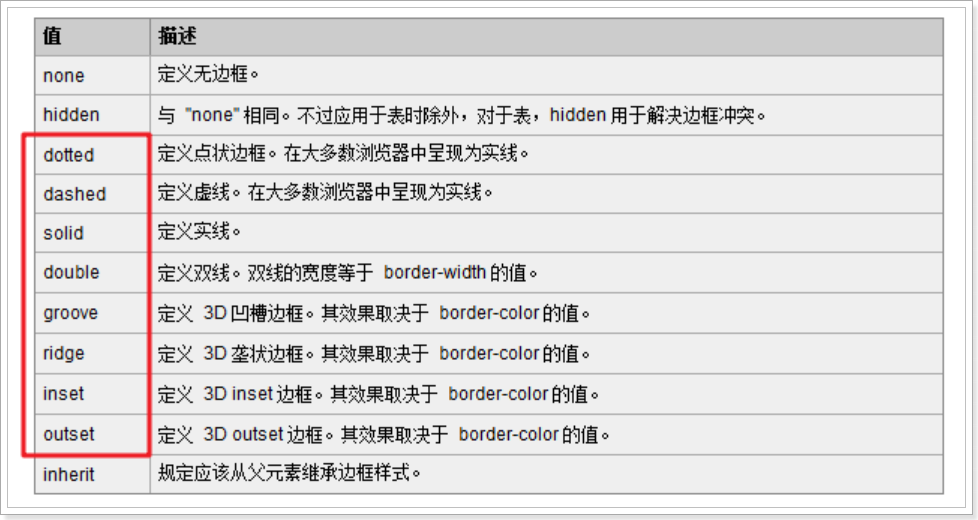 值 描述
none 定义无边框。
hidden 与 "none" 相同。不过应用于表时除外，对于表，hidden 用于解决边框冲突。
dotted 定义点状边框。在大多数浏览器中呈现为实线。
dashed 定义虚线。在大多数浏览器中呈现为实线。
solid 定义实线。
double 定义双线。双线的宽度等于 border-width 的值。
groove 定义 3D 凹槽边框。其效果取决于 border-color 的值。
ridge 定义 3D 垄状边框。其效果取决于 border-color 的值。
inset 定义 3D inset 边框。其效果取决于 border-color 的值。
outset 定义 3D outset 边框。其效果取决于 border-color 的值。
inherit 规定应该从父元素继承边框样式。